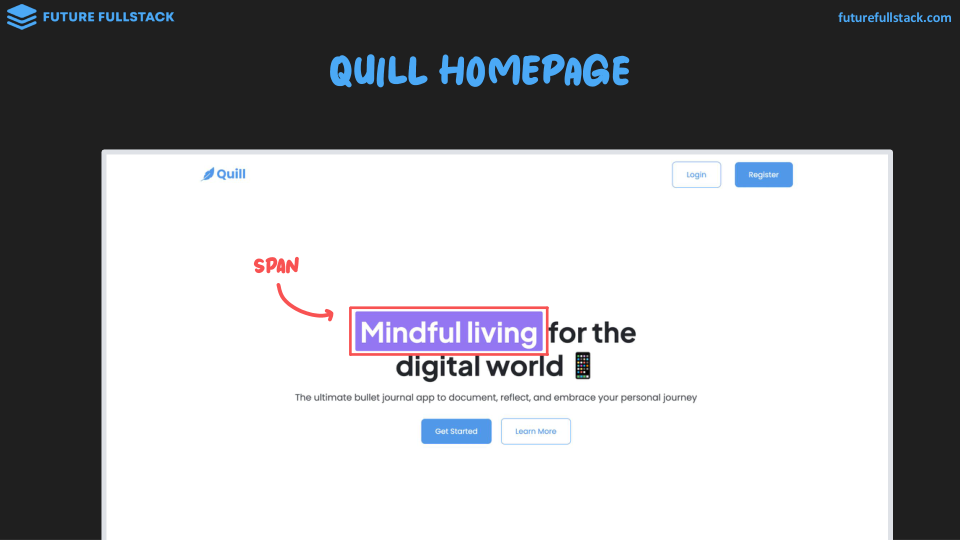 FUTURE FULLSTACK
futurefullstack.com
QUILL HOMEPAGE
Quill
Login
Register
SPAN
Mindful living for the
digital world 📱
The ultimate bullet journal app to document, reflect, and embrace your personal journey
Get Started
Learn More